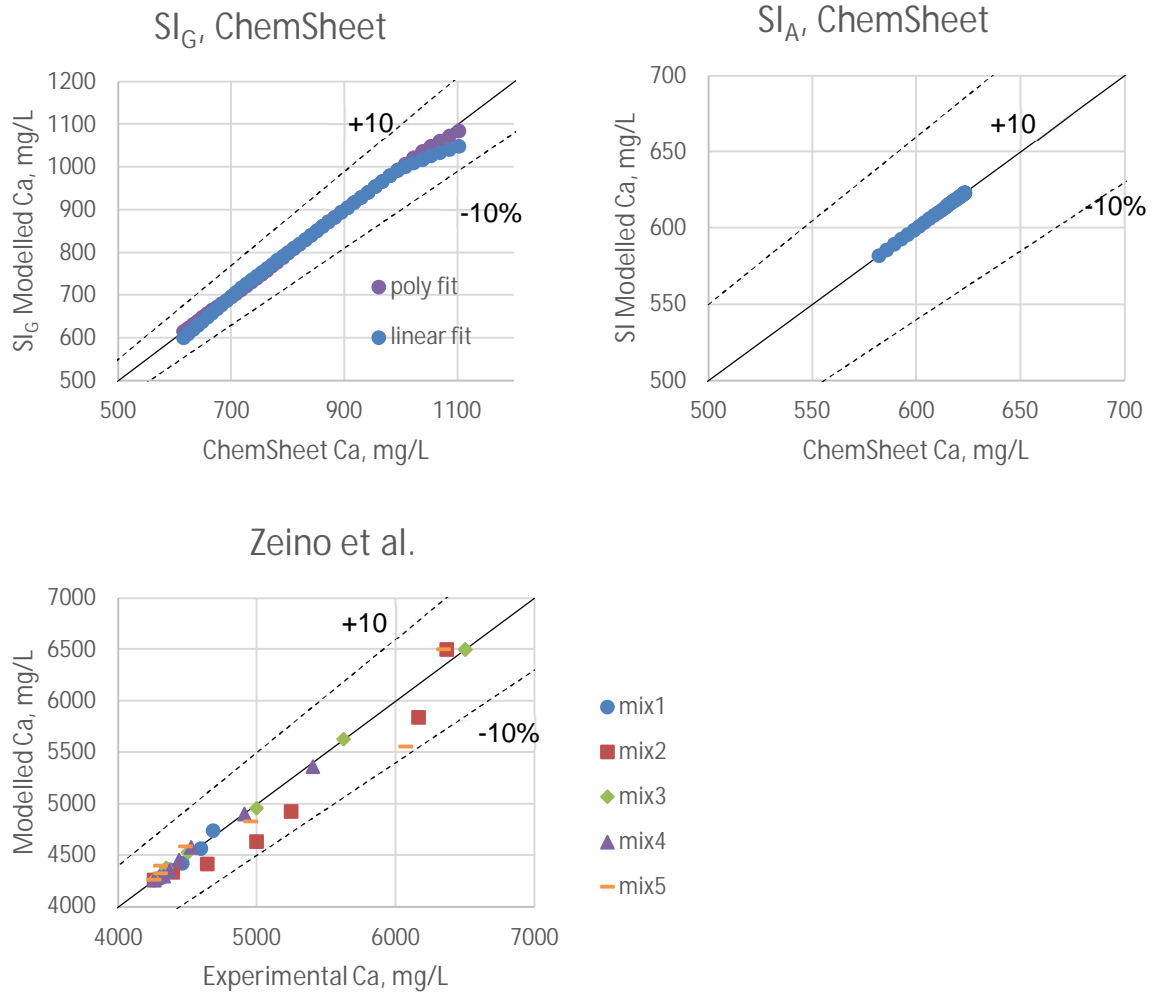 SIG, ChemSheet
1200
1100
1000
900
800
700
600
500
SIG Modelled Ca, mg/L
+10
-10%
poly fit
linear fit
500 700 900 1100
ChemSheet Ca, mg/L
SIA, ChemSheet
700
650
600
550
500
SI Modelled Ca, mg/L
+10
-10%
500 550 600 650 700
ChemSheet Ca, mg/L
Zeino et al.
7000
6500
6000
5500
5000
4500
4000
Modelled Ca, mg/L
+10
-10%
4000 5000 6000 7000
Experimental Ca, mg/L
mix1
mix2
mix3
mix4
mix5